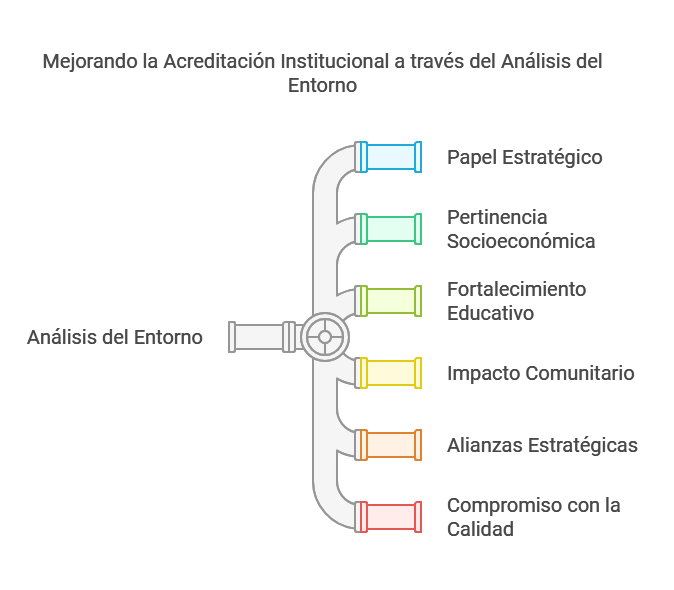 Mejorando la Acreditación Institucional a través del Análisis del
Entorno
Papel Estratégico
Pertinencia
Socioeconómica
Fortalecimiento
Educativo
Análisis del Entorno
Impacto Comunitario
Alianzas Estratégicas
Compromiso con la
Calidad